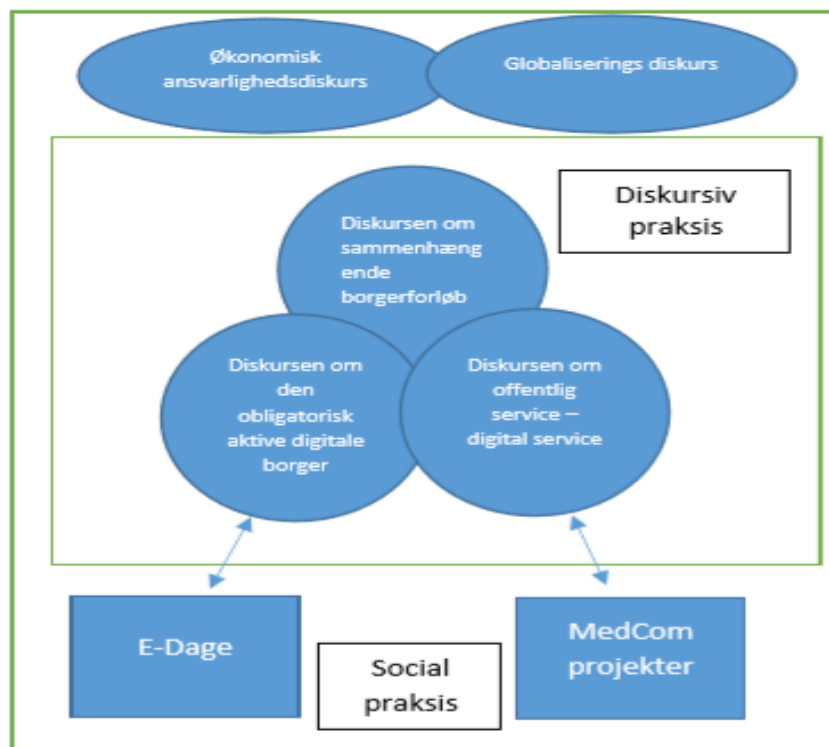 Økonomisk
ansvarlighedsdiskurs
Globaliserings diskurs
Diskursiv
praksis
Diskursen om
sammenhæng
ende
borgerforløb
Diskursen om
den
obligatorisk
aktive digitale
borger
Diskursen om
offentlig
service –
digital service
E-Dage
Social
praksis
MedCom
projekter